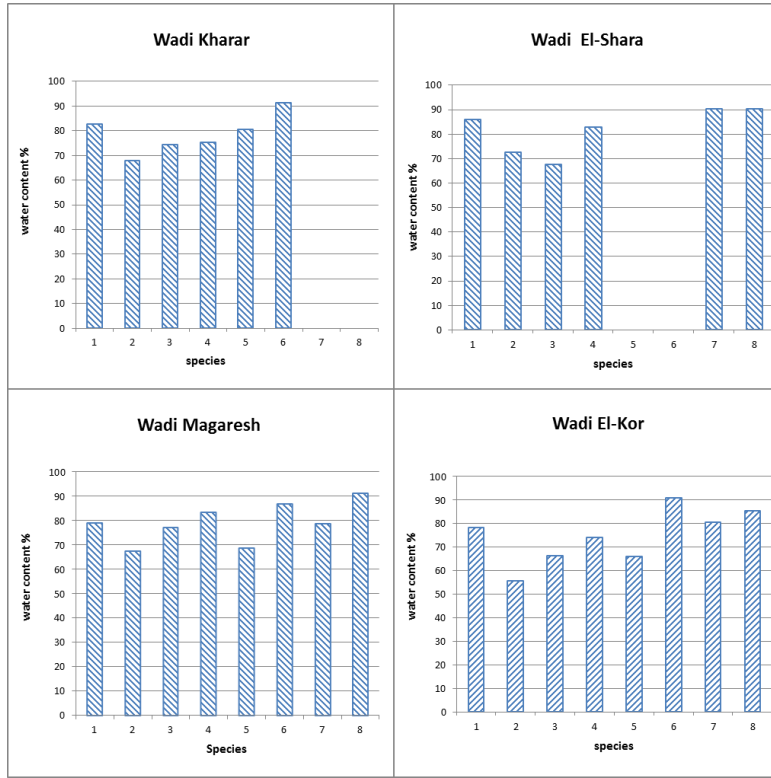 Wadi Kharar
100
90
80
70
60
50
40
30
20
10
0
water content %
1 2 3 4 5 6 7 8
species
Wadi El-Shara
100
90
80
70
60
50
40
30
20
10
0
water content %
1 2 3 4 5 6 7 8
species
Wadi Magaresh
100
90
80
70
60
50
40
30
20
10
0
water content %
1 2 3 4 5 6 7 8
Species
Wadi El-Kor
100
90
80
70
60
50
40
30
20
10
0
water content %
1 2 3 4 5 6 7 8
species